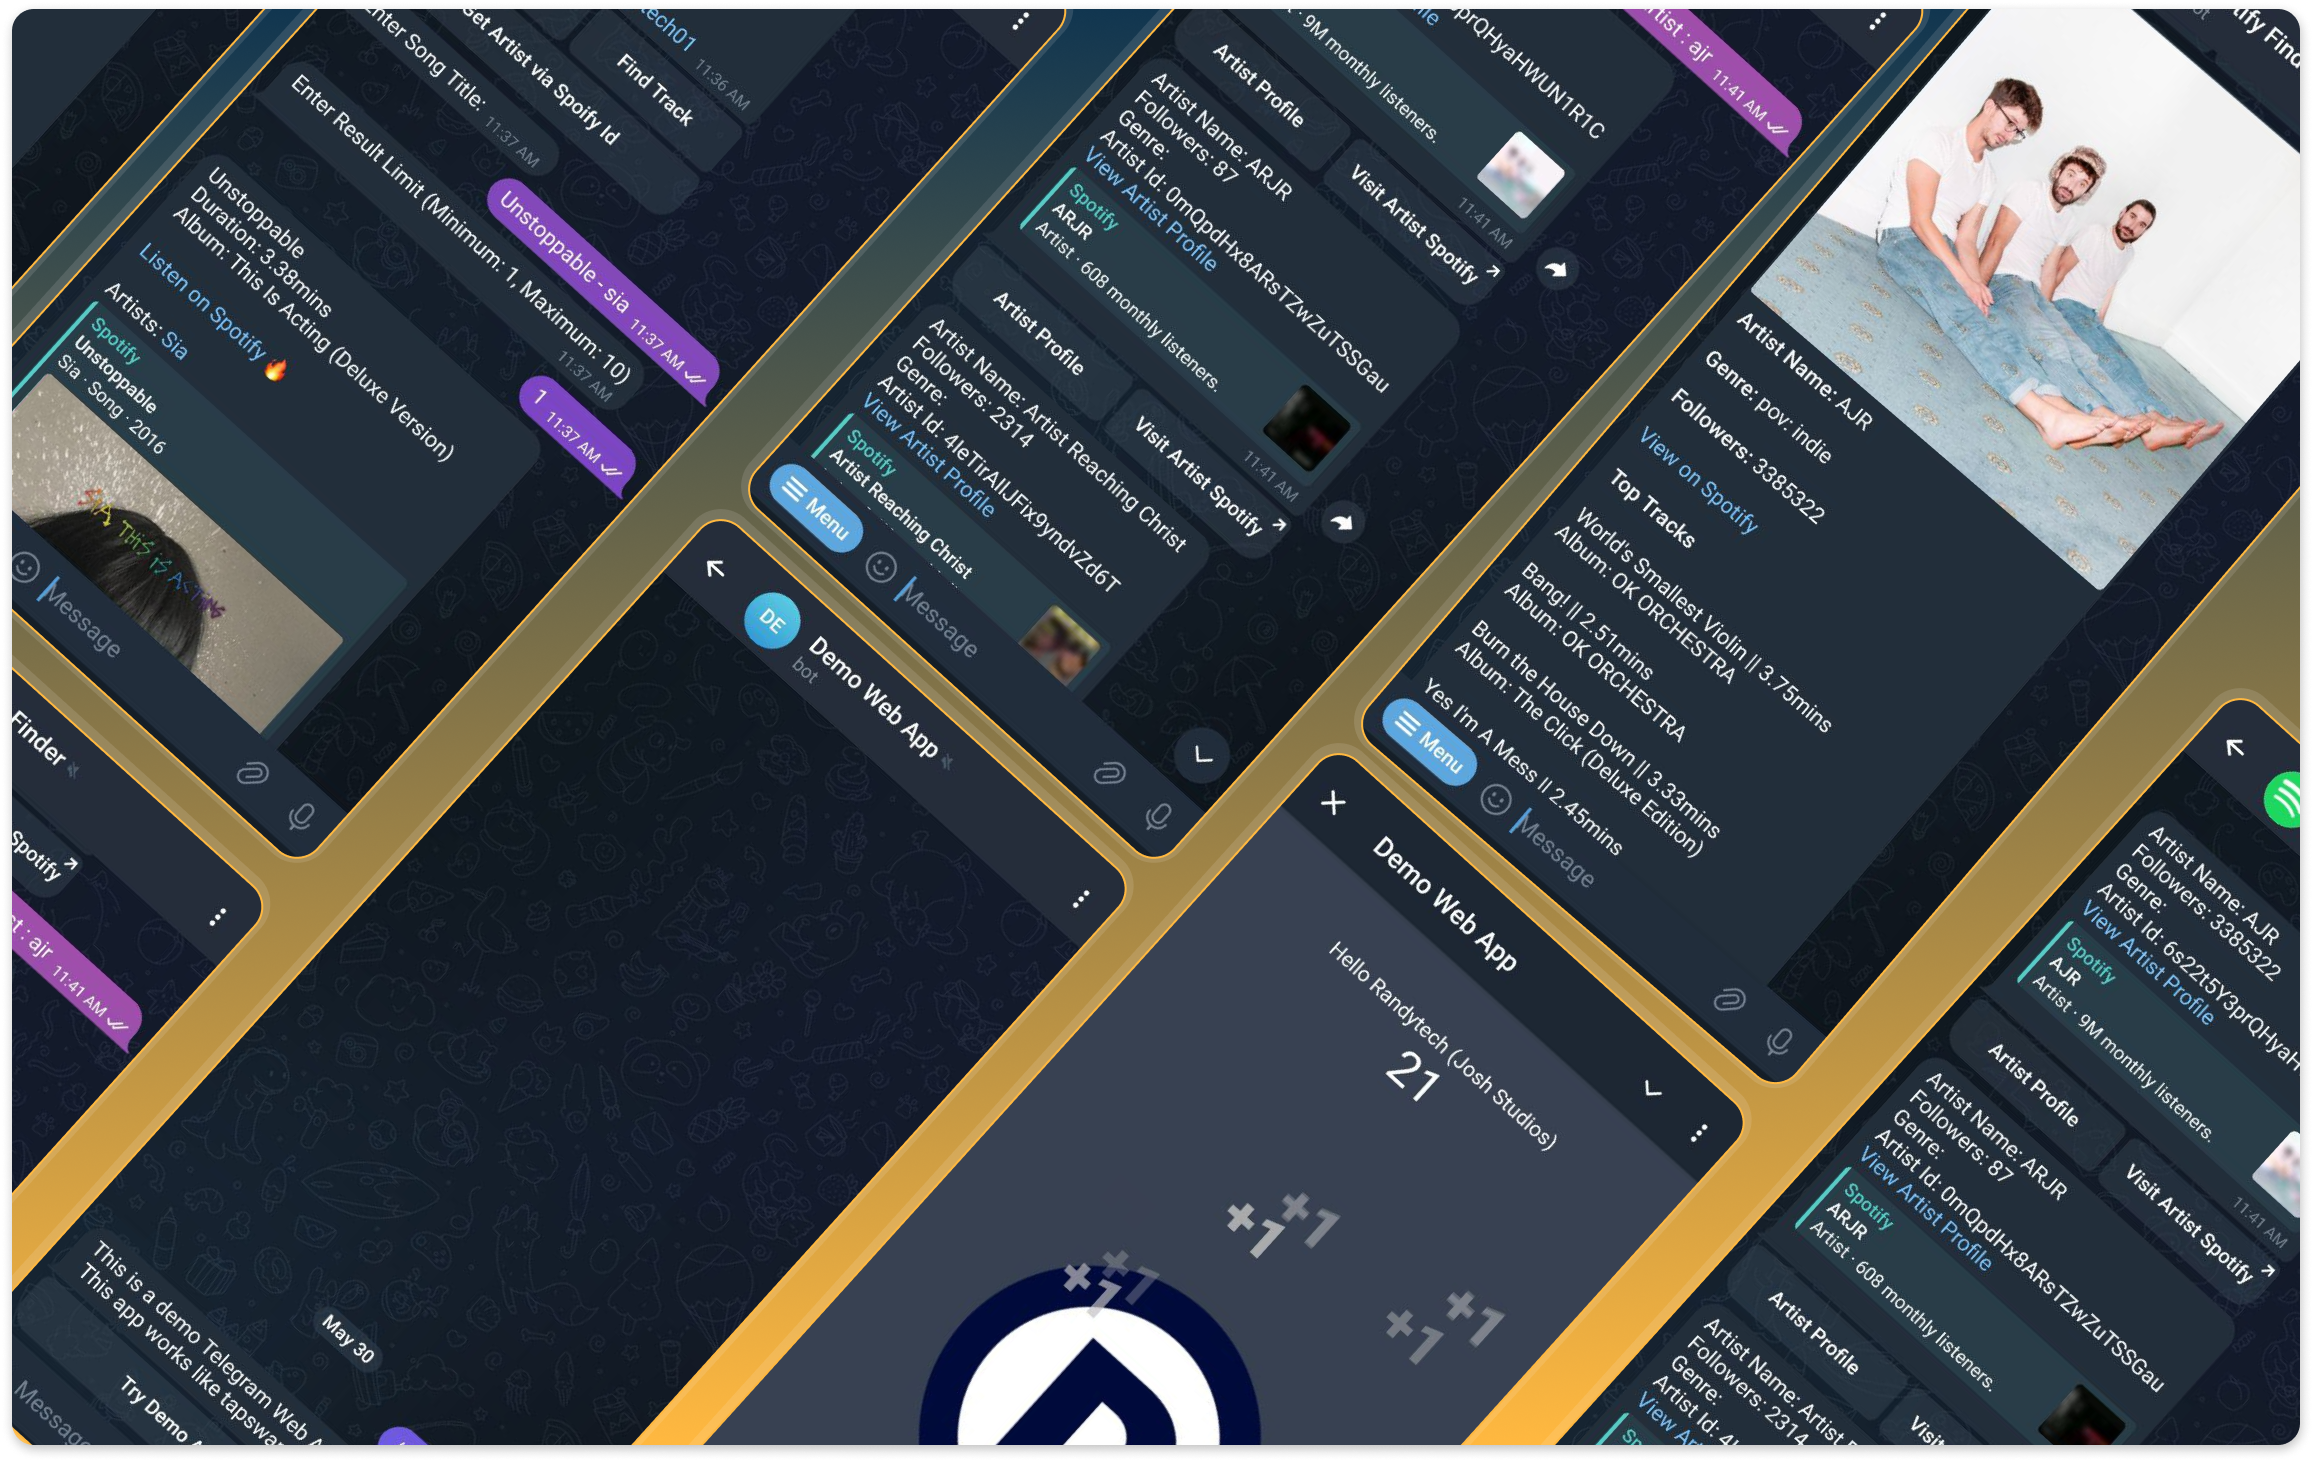 tech01
11:36 AM
Find Track
Get Artist via Spoify Id
Enter Song Title:
11:37 AM
Unstoppable - sia 11:37 AM
Enter Result Limit (Minimum: 1, Maximum: 10)
11:37 AM
1 11:37 AM
Unstoppable
Duration: 3.38mins
Album: This Is Acting (Deluxe Version)
Listen on Spotify 🔥
Artists: Sia
Spotify
Unstoppable
Sia · Song · 2016
SIA THIS IS ACTING
Message
prQHyaHWUN1R1C
9M monthly listeners.
11:41 AM
Artist Profile
Visit Artist Spotify
Artist Name: ARJR
Followers: 87
Genre:
Artist Id: 0mQpdHx8ARsTZwZuTSSGau
View Artist Profile
Spotify
ARJR
Artist · 608 monthly listeners.
11:41 AM
Artist Profile
Visit Artist Spotify
Artist Name: Artist Reaching Christ
Followers: 2314
Genre:
Artist Id: 4IeTirAIlJFix9yndvZd6T
View Artist Profile
Spotify
Artist Reaching Christ
Menu
Message
: ajr 11:41 AM
Artist Name: AJR
Genre: pov: indie
Followers: 3385322
View on Spotify
Top Tracks
World's Smallest Violin || 3.75mins
Album: OK ORCHESTRA
Bang! || 2.51mins
Album: OK ORCHESTRA
Burn the House Down || 3.33mins
Album: The Click (Deluxe Edition)
Yes I'm A Mess || 2.45mins
Menu
Message
Finder
Spotify
: ajr 11:41 AM
DE
Demo Web App
bot
May 30
This is a demo Telegram Web
This app works like
Try Demo
Message
Demo Web App
Hello Randytech (Josh Studios)
21
+1
+1
+1
+1
+1
+1
Artist Name: AJR
Followers: 3385322
Genre:
Artist Id: 6s22t5Y3prQHyaH
View Artist Profile
Spotify
AJR
Artist · 9M monthly listeners.
11:41 AM
Artist Profile
Visit Artist Spotify
Artist Name: ARJR
Followers: 87
Genre:
Artist Id: 0mQpdHx8ARsTZwZuTSSGau
View Artist Profile
Spotify
ARJR
Artist · 608 monthly listeners.
Artist Profile
Visit
Artist Name: Artist
Followers: 2314
Genre:
Artist Id:
View